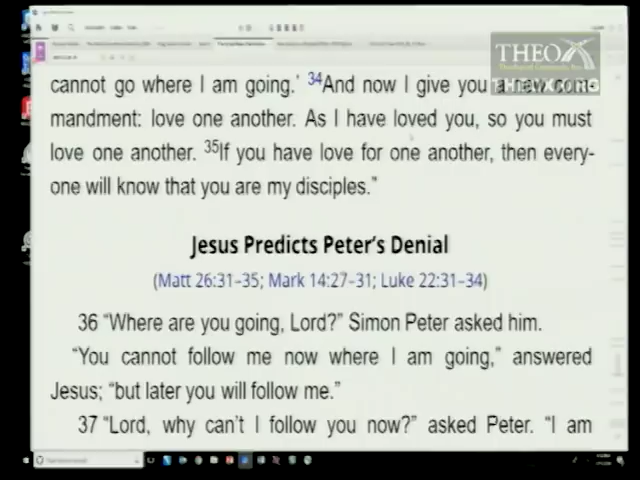 THEOX
THEOX.ORG
cannot go where I am going.' 34And now I give you a new com-
mandment: love one another. As I have loved you, so you must
love one another. 35If you have love for one another, then every-
one will know that you are my disciples."
Jesus Predicts Peter's Denial
(Matt 26:31–35; Mark 14:27–31; Luke 22:31–34)
36 “Where are you going, Lord?” Simon Peter asked him.
“You cannot follow me now where I am going,” answered
Jesus; “but later you will follow me.”
37 “Lord, why can't I follow you now?” asked Peter. “I am